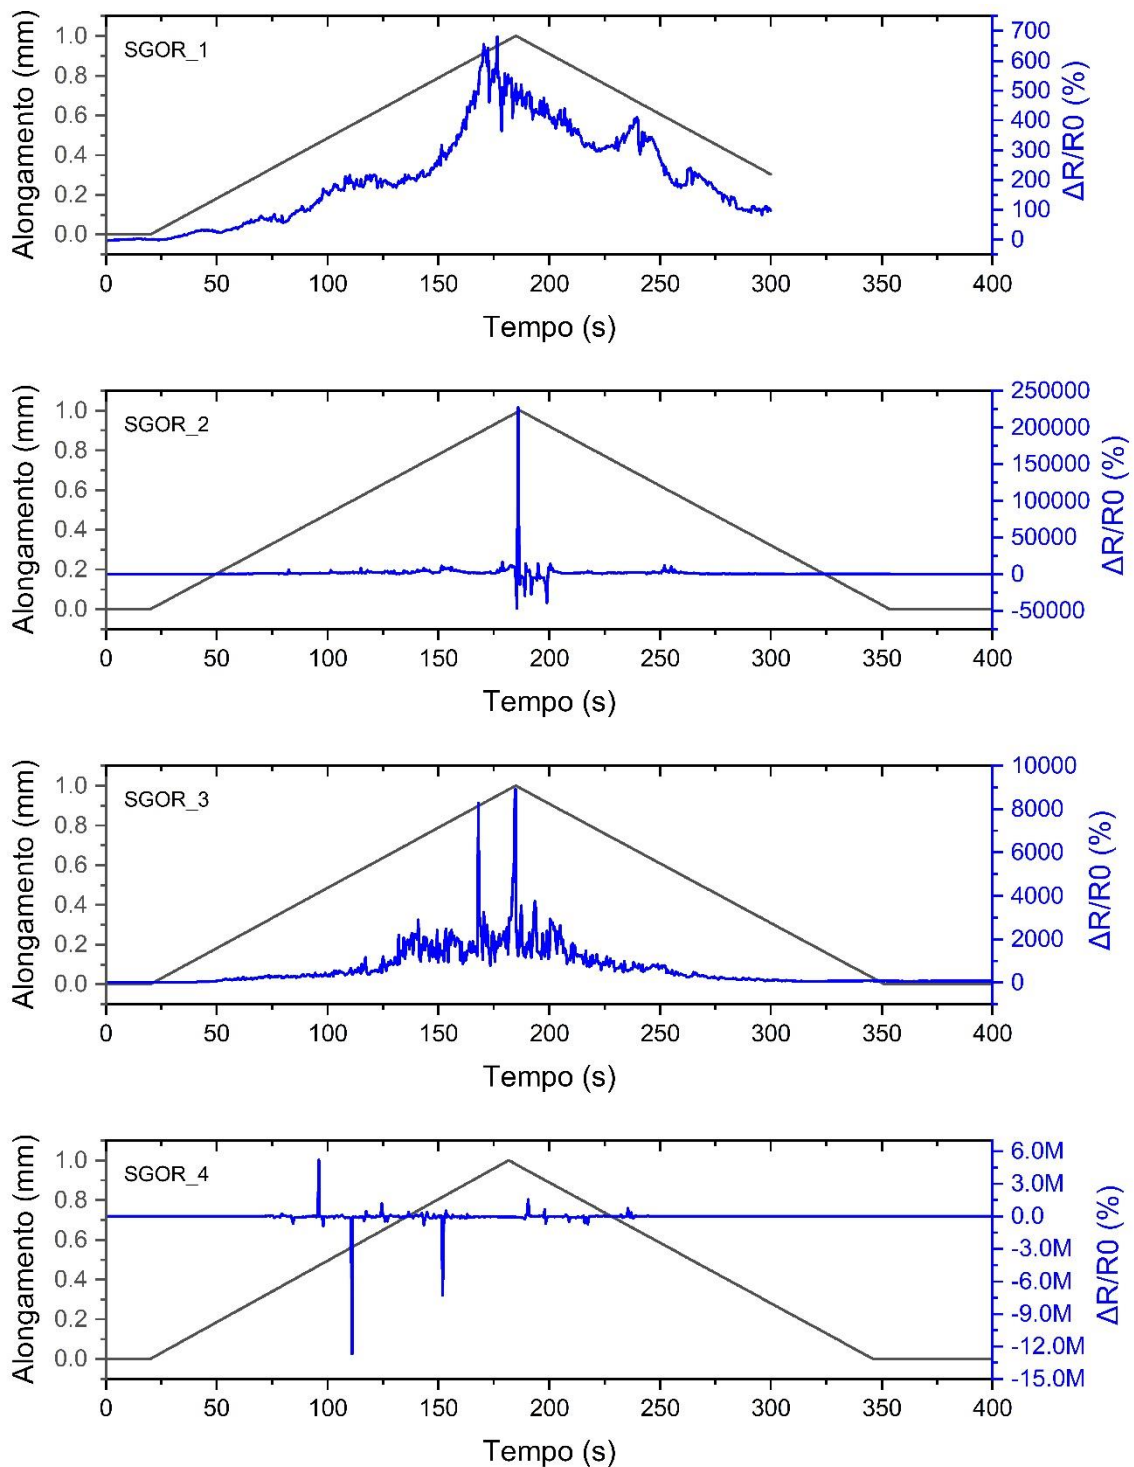 SGOR_1
Alongamento (mm)
1.0
0.8
0.6
0.4
0.2
0.0
700
600
500
400
300
200
100
0
ΔR/R0 (%)
0 50 100 150 200 250 300 350 400
Tempo (s)
SGOR_2
Alongamento (mm)
1.0
0.8
0.6
0.4
0.2
0.0
250000
200000
150000
100000
50000
0
-50000
ΔR/R0 (%)
0 50 100 150 200 250 300 350 400
Tempo (s)
SGOR_3
Alongamento (mm)
1.0
0.8
0.6
0.4
0.2
0.0
10000
8000
6000
4000
2000
0
ΔR/R0 (%)
0 50 100 150 200 250 300 350 400
Tempo (s)
SGOR_4
Alongamento (mm)
1.0
0.8
0.6
0.4
0.2
0.0
6.0M
3.0M
0.0
-3.0M
-6.0M
-9.0M
-12.0M
-15.0M
ΔR/R0 (%)
0 50 100 150 200 250 300 350 400
Tempo (s)